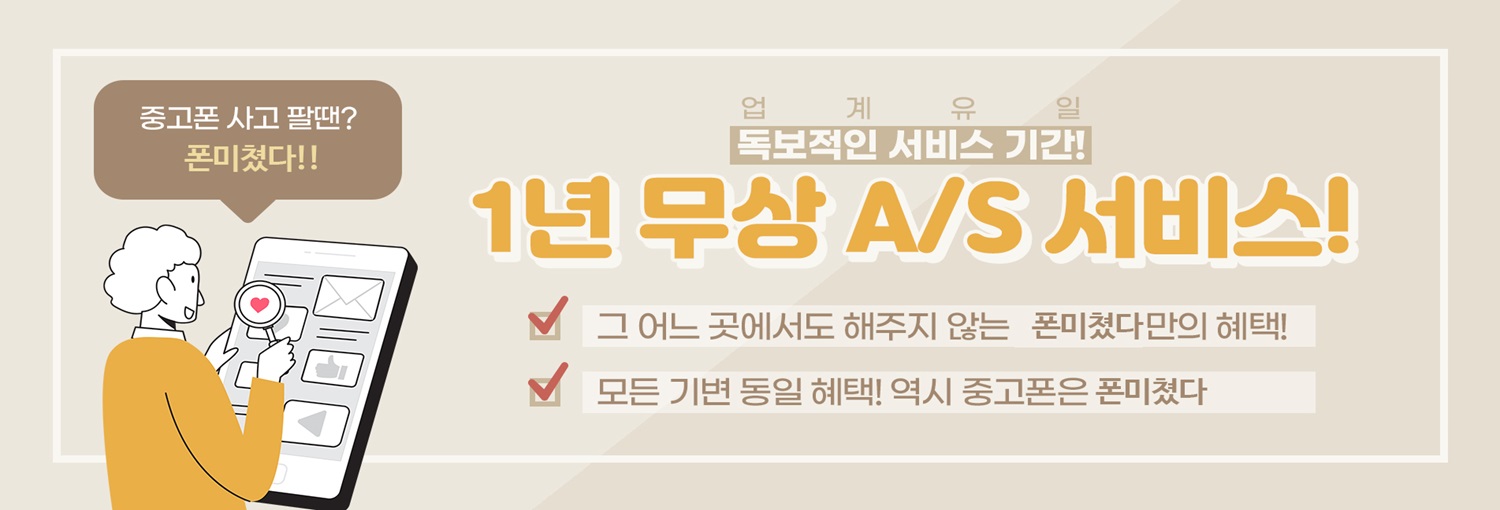 중고폰 사고 팔땐?
폰미쳤다!!
업계유일
독보적인 서비스 기간!
1년 무상 A/S 서비스!
그 어느 곳에서도 해주지 않는 폰미쳤다만의 혜택!
모든 기변 동일 혜택! 역시 중고폰은 폰미쳤다